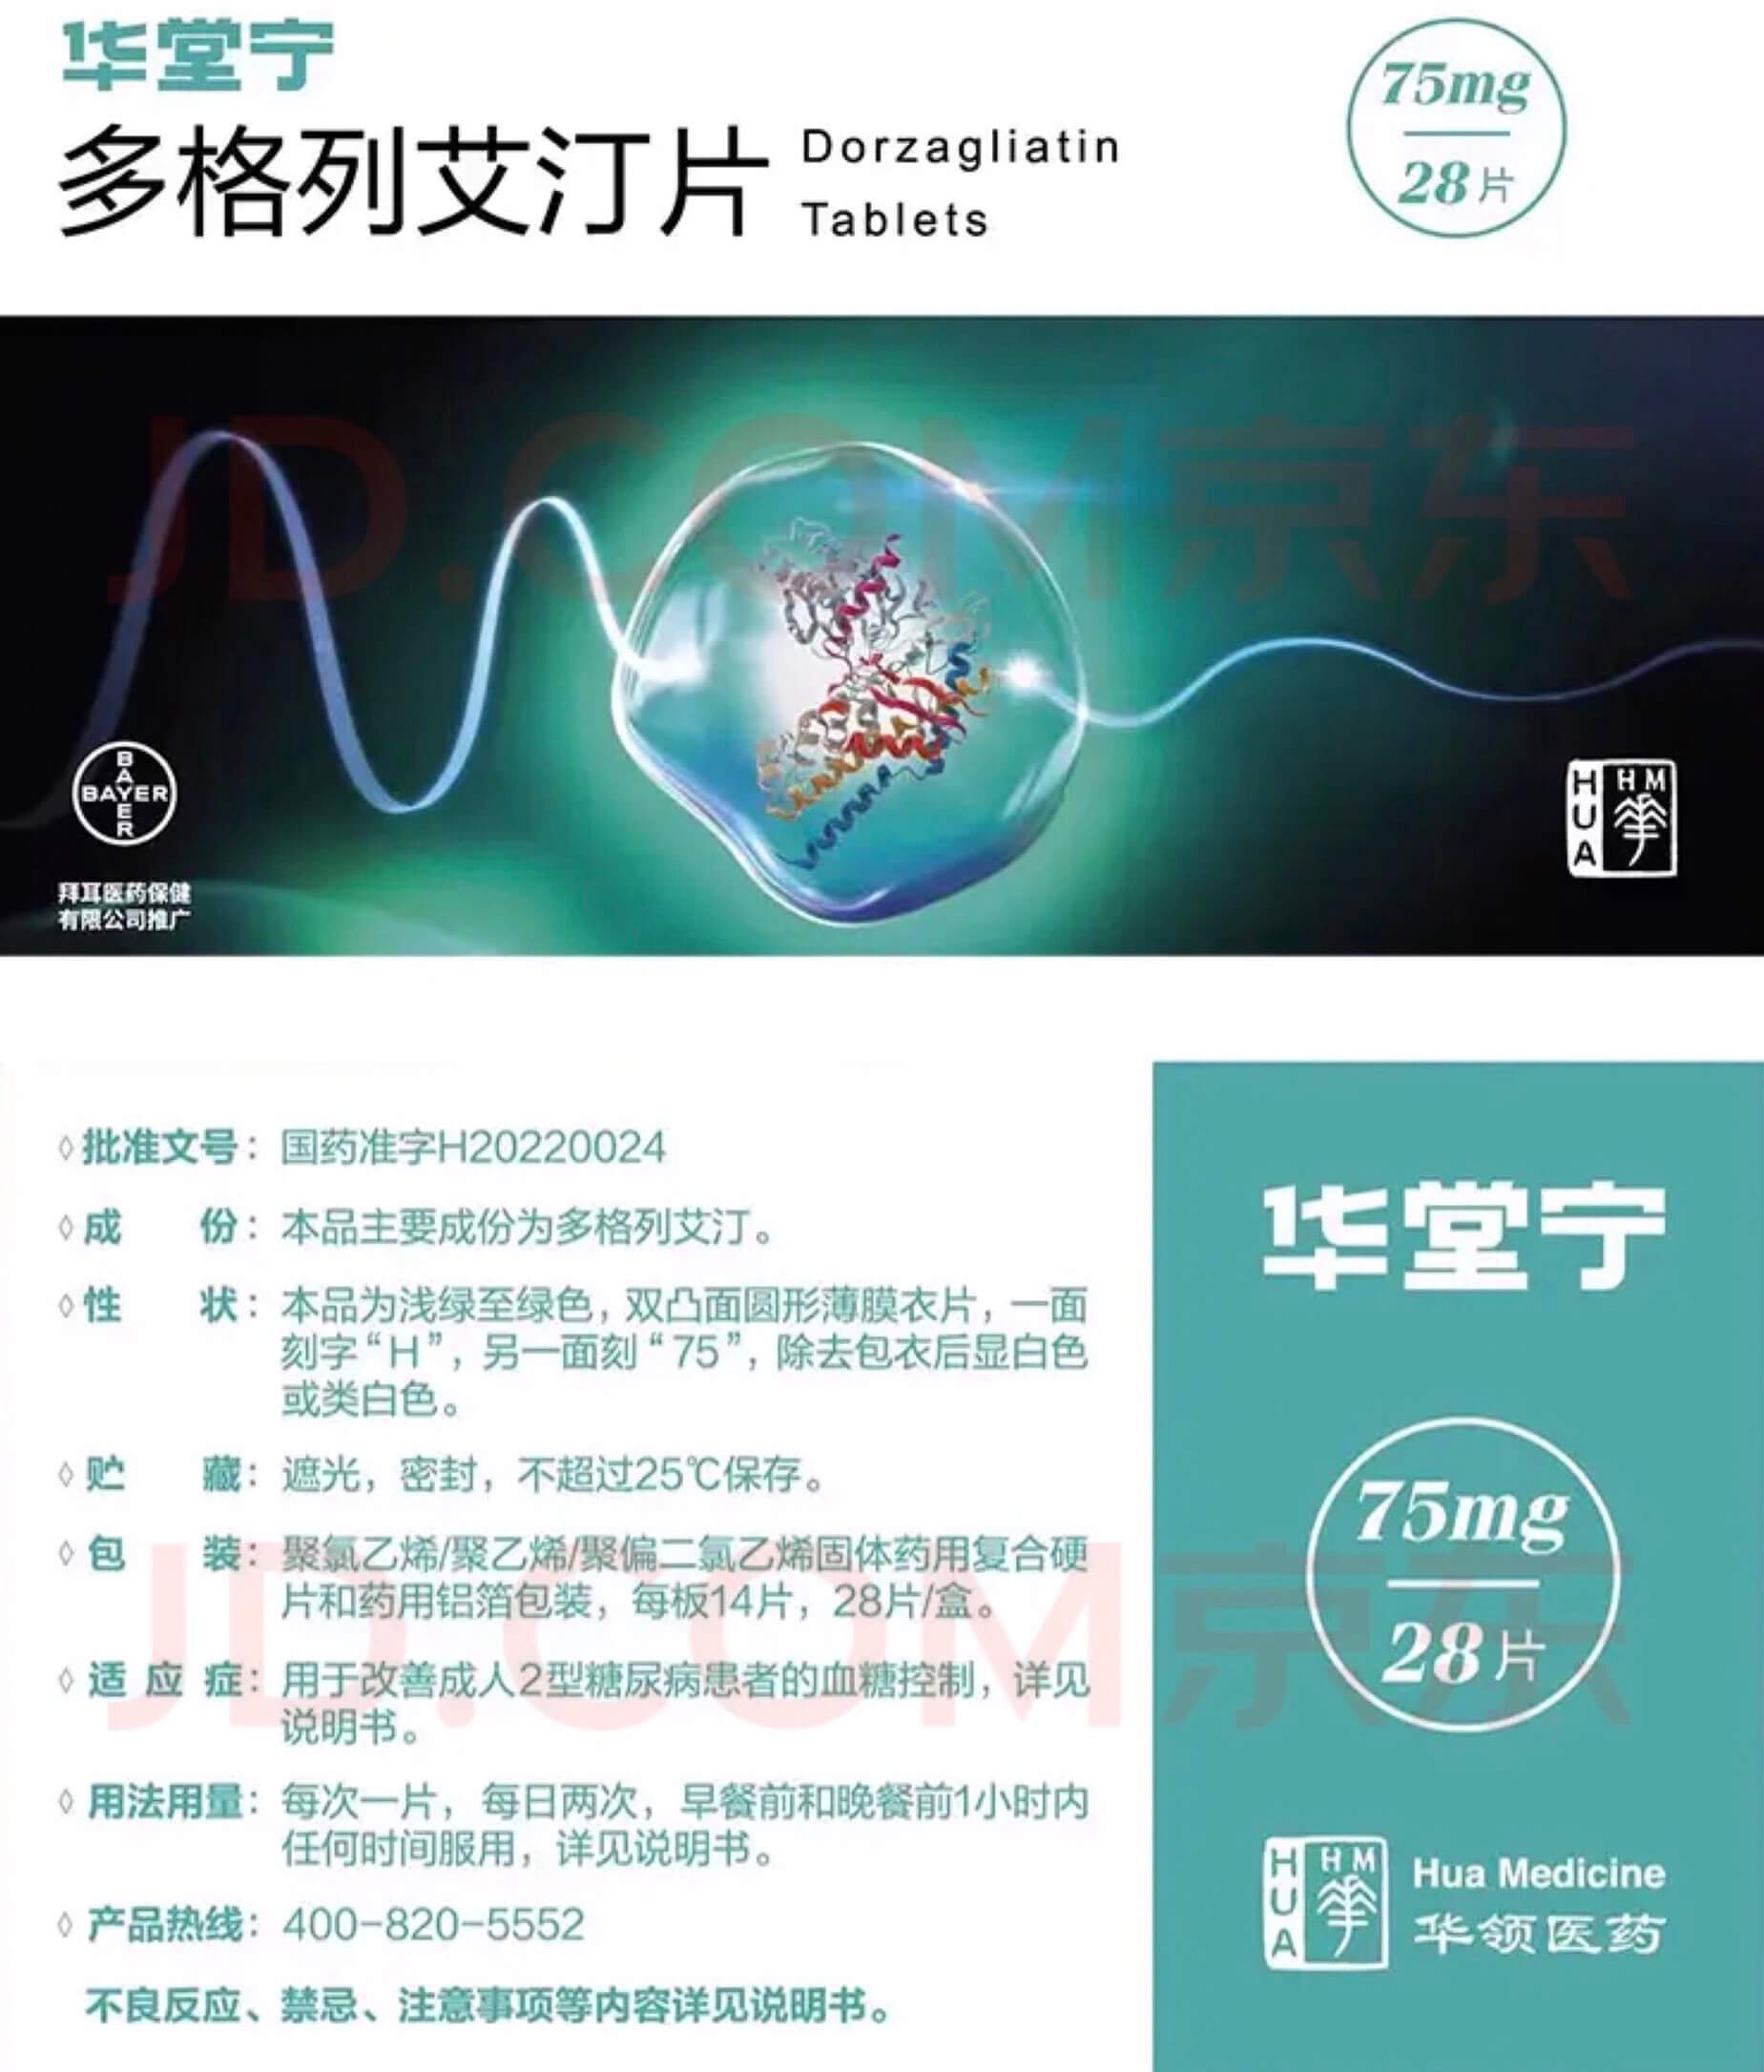 华堂宁
多格列艾汀片
Dorzagliatin
Tablets
75mg
28片
JD.COM京东
BAYER
BAYER
拜耳医药保健
有限公司推广
HUA
HM
◊批准文号：国药准字H20220024
◊成份：本品主要成份为多格列艾汀。
◊性状：本品为浅绿至绿色，双凸面圆形薄膜衣片，一面
刻字“H”，另一面刻“75”，除去包衣后显白色
或类白色。
◊贮藏：遮光，密封，不超过25℃保存。
◊包装：聚氯乙烯/聚乙烯/聚偏二氯乙烯固体药用复合硬
片和药用铝箔包装，每板14片，28片/盒。
◊适应症：用于改善成人2型糖尿病患者的血糖控制，详见
说明书。
◊用法用量：每次一片，每日两次，早餐前和晚餐前1小时内
任何时间服用，详见说明书。
◊产品热线：400-820-5552
不良反应、禁忌、注意事项等内容详见说明书。
JD.COM京东
华堂宁
75mg
28片
HUA
HM
Hua Medicine
华领医药